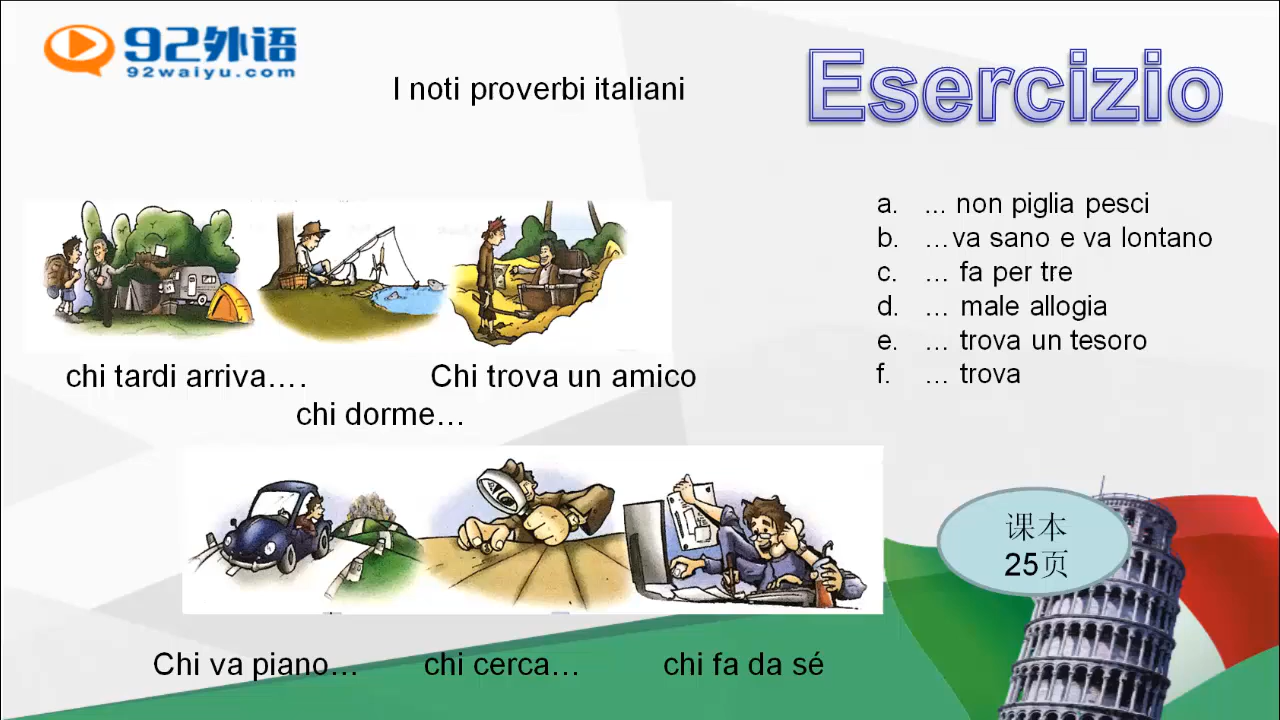 92外语
92waiyu.com
I noti proverbi italiani
Esercizio
a. ... non piglia pesci
b. ...va sano e va lontano
c. ... fa per tre
d. ... male allogia
e. ... trova un tesoro
f. ... trova
chi tardi arriva....
Chi trova un amico
chi dorme...
Chi va piano...
chi cerca...
chi fa da sé
课本
25页